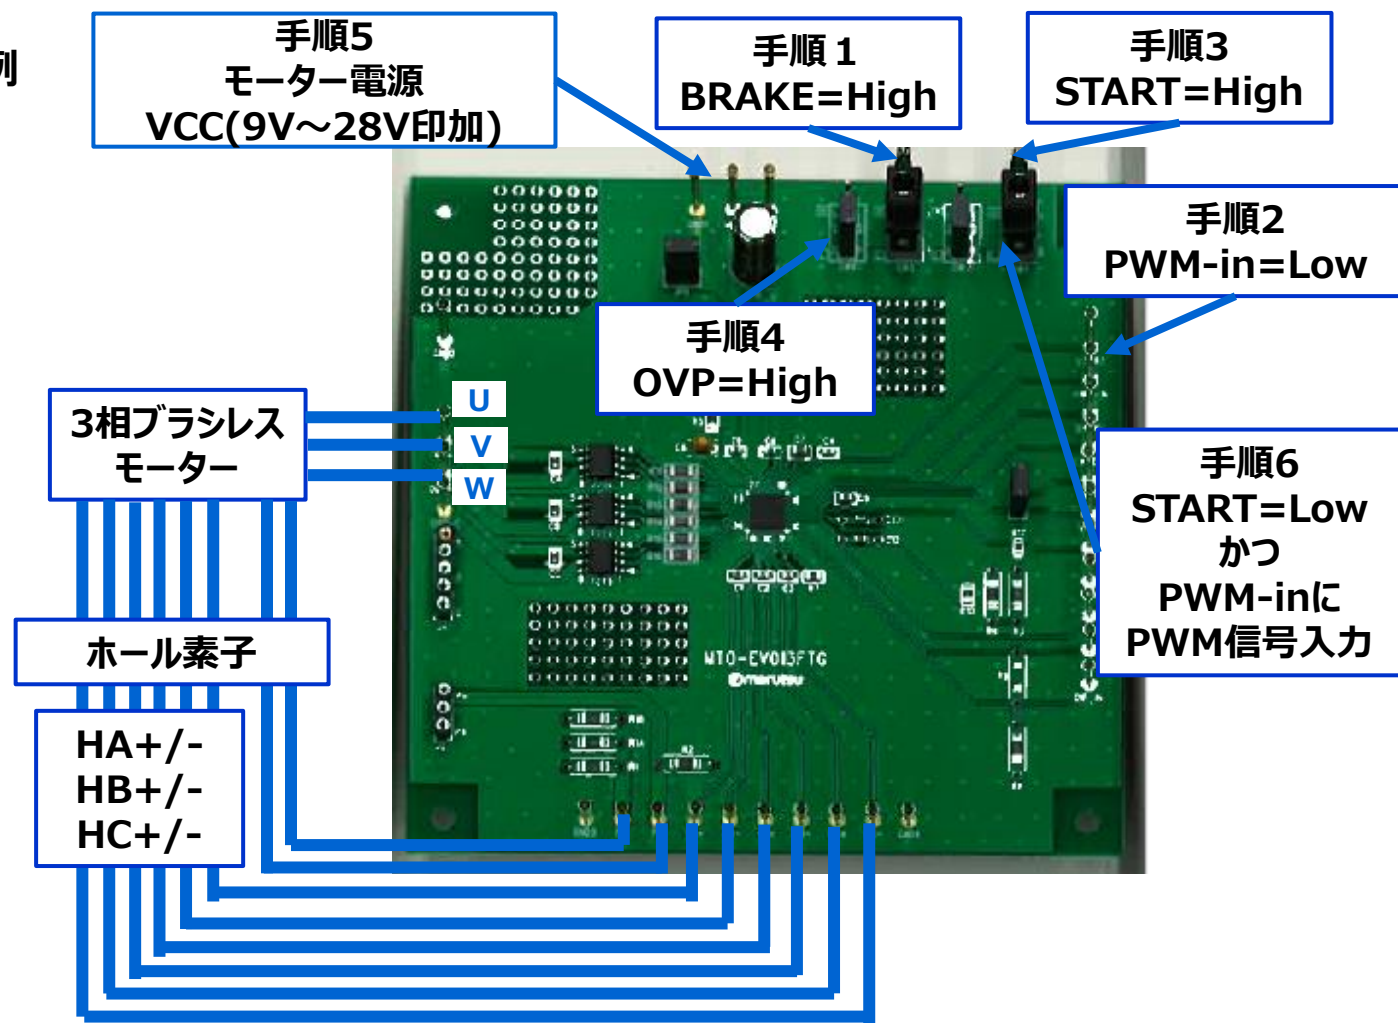 例
手順5
モーター電源
VCC(9V～28V印加)
手順1
BRAKE=High
手順3
START=High
手順2
PWM-in=Low
手順4
OVP=High
3相ブラシレス
モーター
U
V
W
手順6
START=Low
かつ
PWM-inに
PWM信号入力
ホール素子
HA+/-
HB+/-
HC+/-
MTO-EV013FTG
marutsu